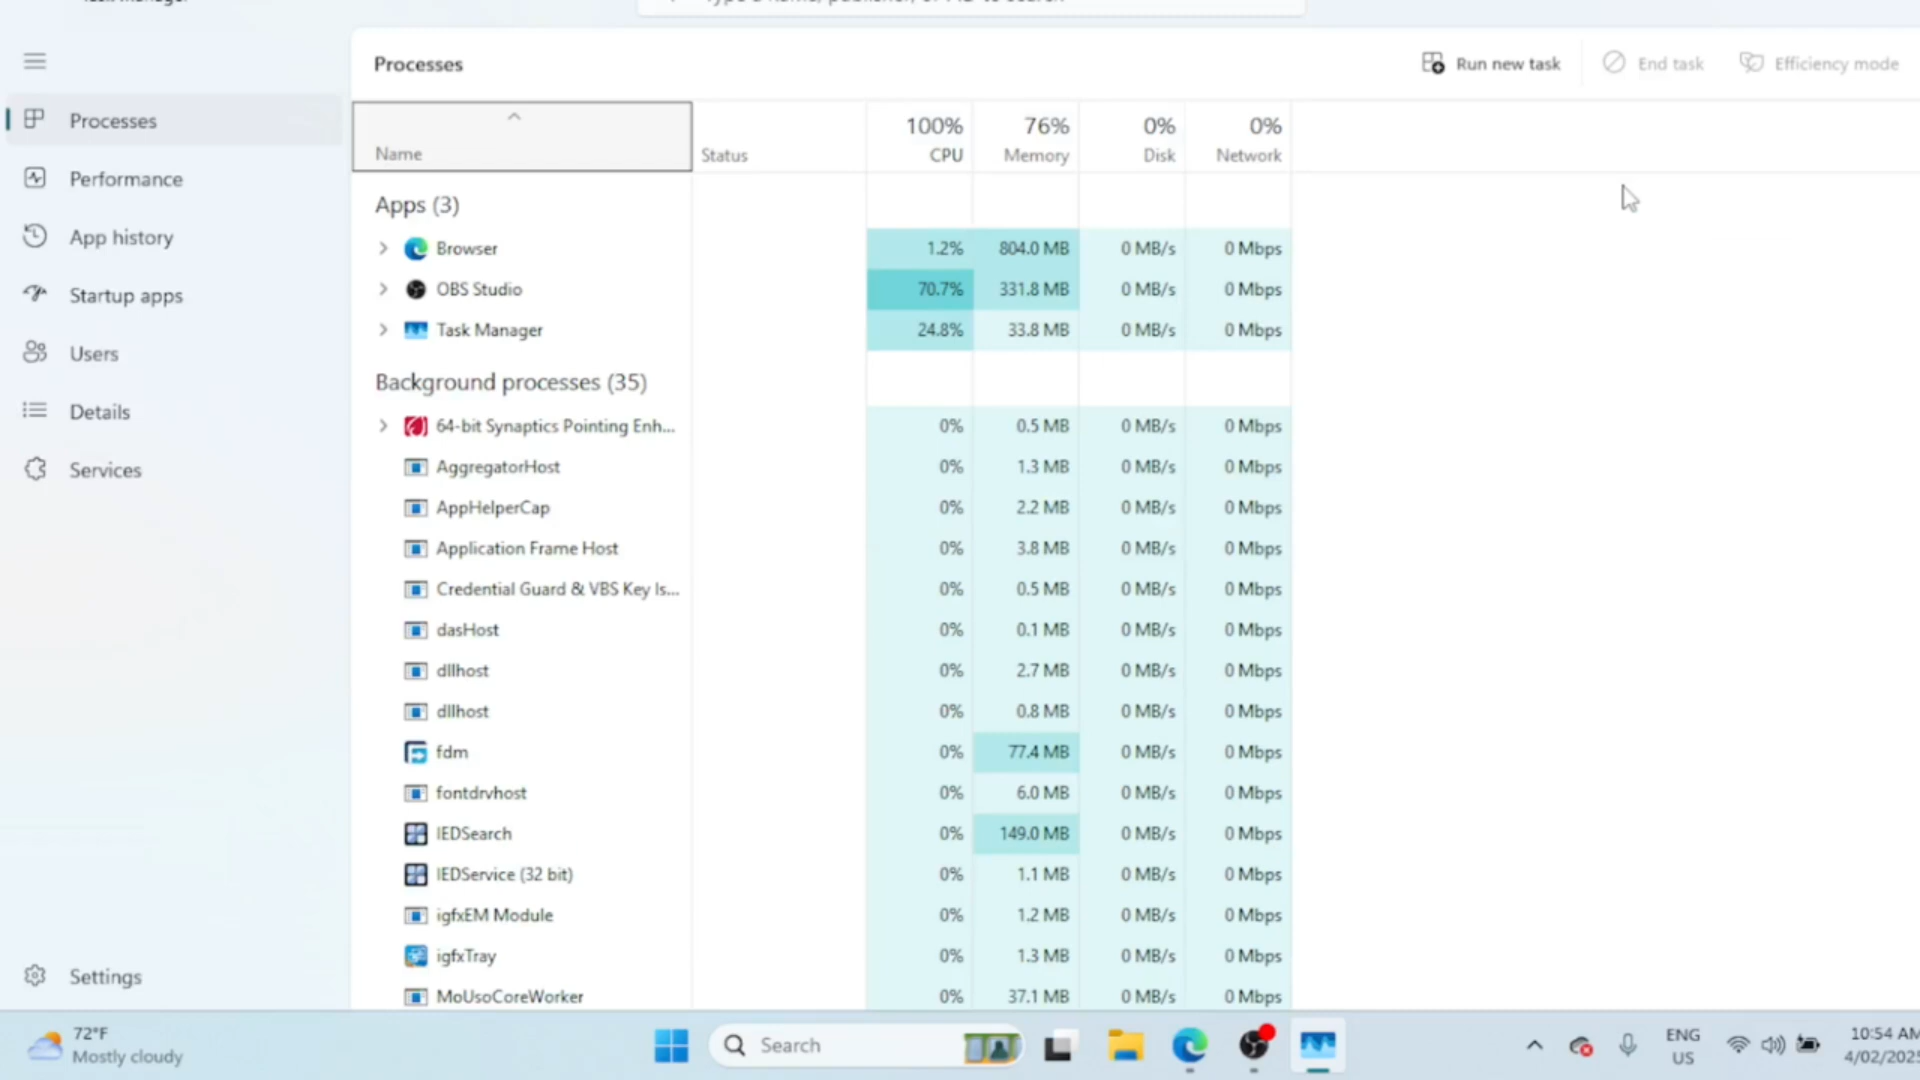 Processes
Run new task
End task
Efficiency mode
Processes
Performance
App history
Startup apps
Users
Details
Services
Settings
Name Status 100% CPU 76% Memory 0% Disk 0% Network
Apps (3)
Browser 1.2% 804.0 MB 0 MB/s 0 Mbps
OBS Studio 70.7% 331.8 MB 0 MB/s 0 Mbps
Task Manager 24.8% 33.8 MB 0 MB/s 0 Mbps
Background processes (35)
64-bit Synaptics Pointing Enh... 0% 0.5 MB 0 MB/s 0 Mbps
AggregatorHost 0% 1.3 MB 0 MB/s 0 Mbps
AppHelperCap 0% 2.2 MB 0 MB/s 0 Mbps
Application Frame Host 0% 3.8 MB 0 MB/s 0 Mbps
Credential Guard & VBS Key Is... 0% 0.5 MB 0 MB/s 0 Mbps
dasHost 0% 0.1 MB 0 MB/s 0 Mbps
dllhost 0% 2.7 MB 0 MB/s 0 Mbps
dllhost 0% 0.8 MB 0 MB/s 0 Mbps
fdm 0% 77.4 MB 0 MB/s 0 Mbps
fontdrvhost 0% 6.0 MB 0 MB/s 0 Mbps
IEDSearch 0% 149.0 MB 0 MB/s 0 Mbps
IEDService (32 bit) 0% 1.1 MB 0 MB/s 0 Mbps
igfxEM Module 0% 1.2 MB 0 MB/s 0 Mbps
igfxTray 0% 1.3 MB 0 MB/s 0 Mbps
MoUsoCoreWorker 0% 37.1 MB 0 MB/s 0 Mbps
72°F
Mostly cloudy
Search
ENG
US
10:54 AM
4/02/2025